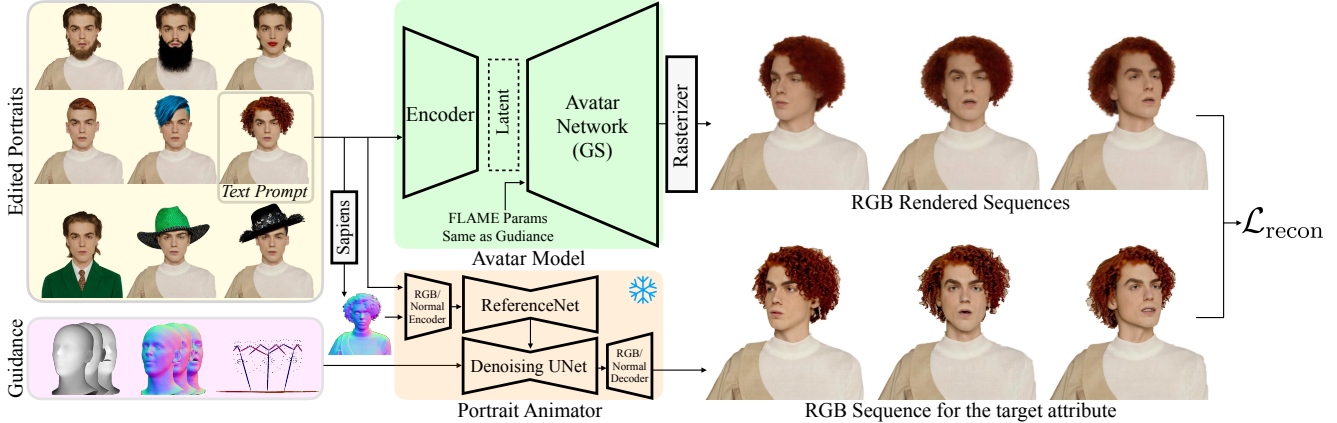 Edited Portraits
Text Prompt
Guidance
Sapiens
Encoder
Latent
Avatar
Network
(GS)
FLAME Params
Same as Gudiance
Avatar Model
Rasterizer
RGB/
Normal
Encoder
ReferenceNet
Denoising UNet
RGB/
Normal
Decoder
Portrait Animator
RGB Rendered Sequences
RGB Sequence for the target attribute
ℒrecon